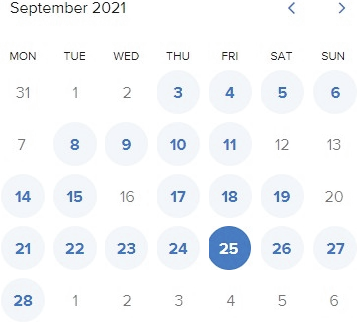 September 2021
MON TUE WED THU FRI SAT SUN
31 1 2 3 4 5 6
7 8 9 10 11 12 13
14 15 16 17 18 19 20
21 22 23 24 25 26 27
28 1 2 3 4 5 6